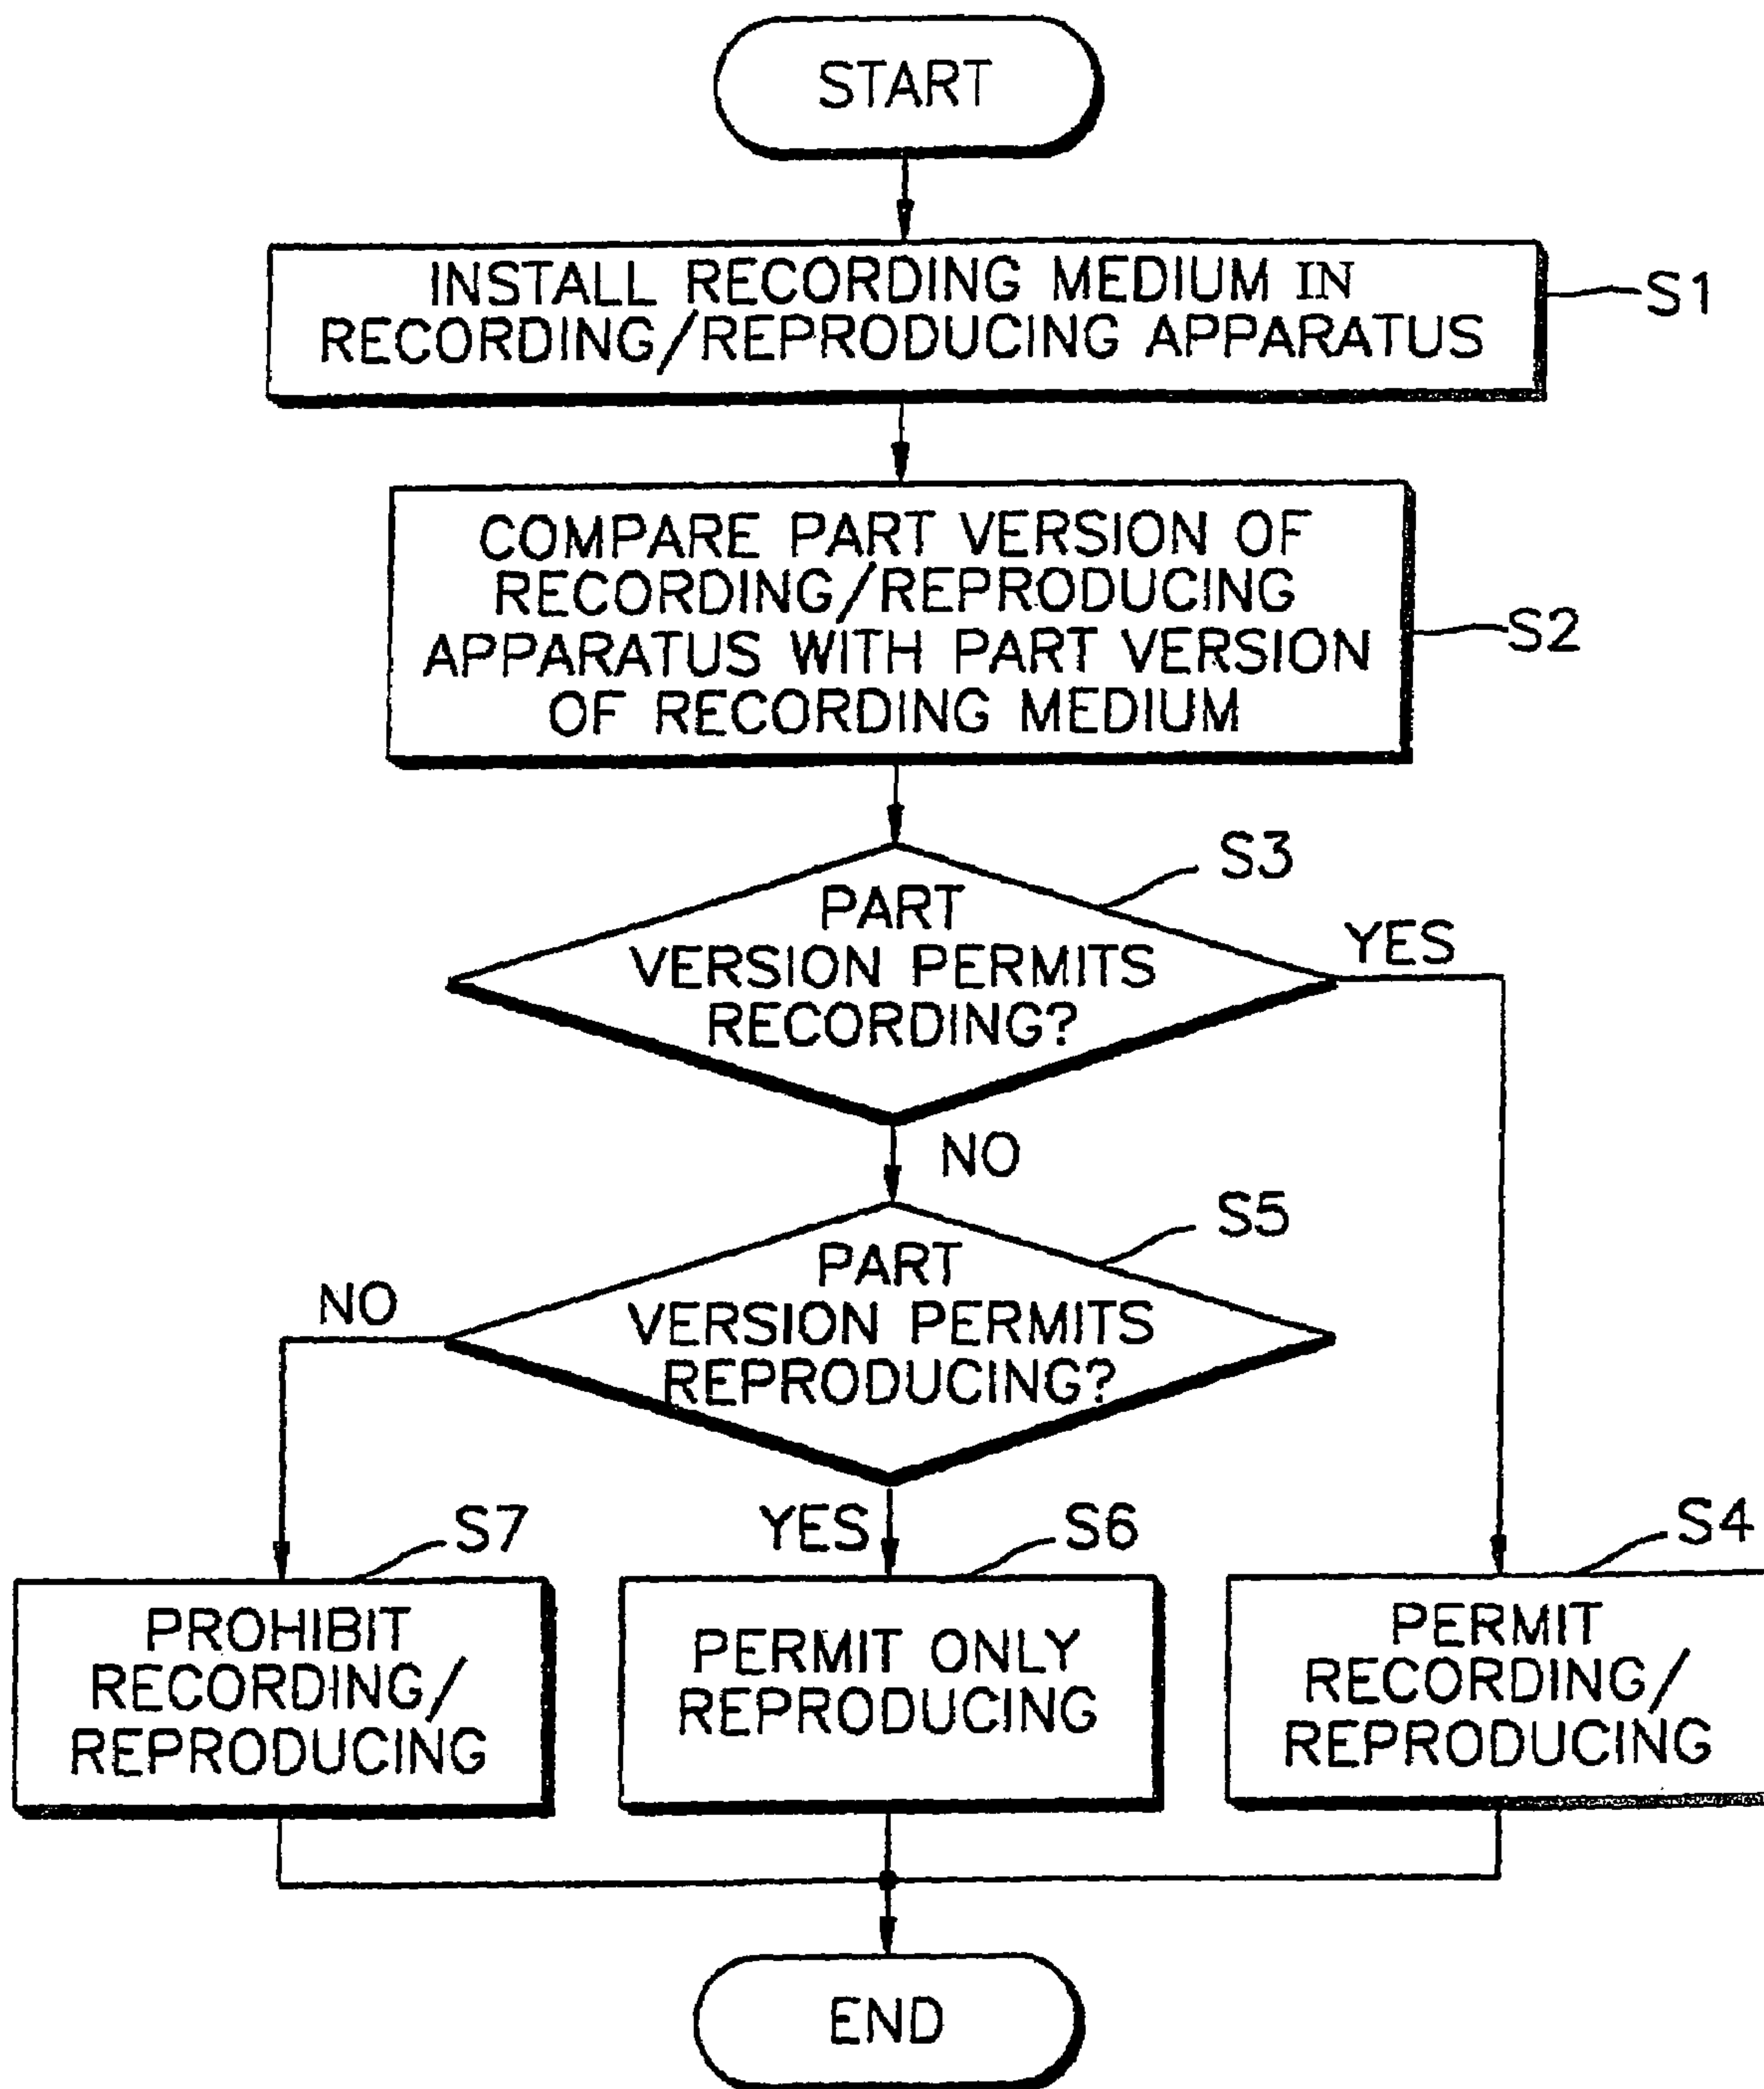 START
INSTALL RECORDING MEDIUM IN
RECORDING/REPRODUCING APPARATUS
S1
COMPARE PART VERSION OF
RECORDING/REPRODUCING
APPARATUS WITH PART VERSION
OF RECORDING MEDIUM
S2
S3
PART
VERSION PERMITS
RECORDING?
YES
NO
S5
PART
VERSION PERMITS
REPRODUCING?
NO
YES
S7
PROHIBIT
RECORDING/
REPRODUCING
S6
PERMIT ONLY
REPRODUCING
S4
PERMIT
RECORDING/
REPRODUCING
END